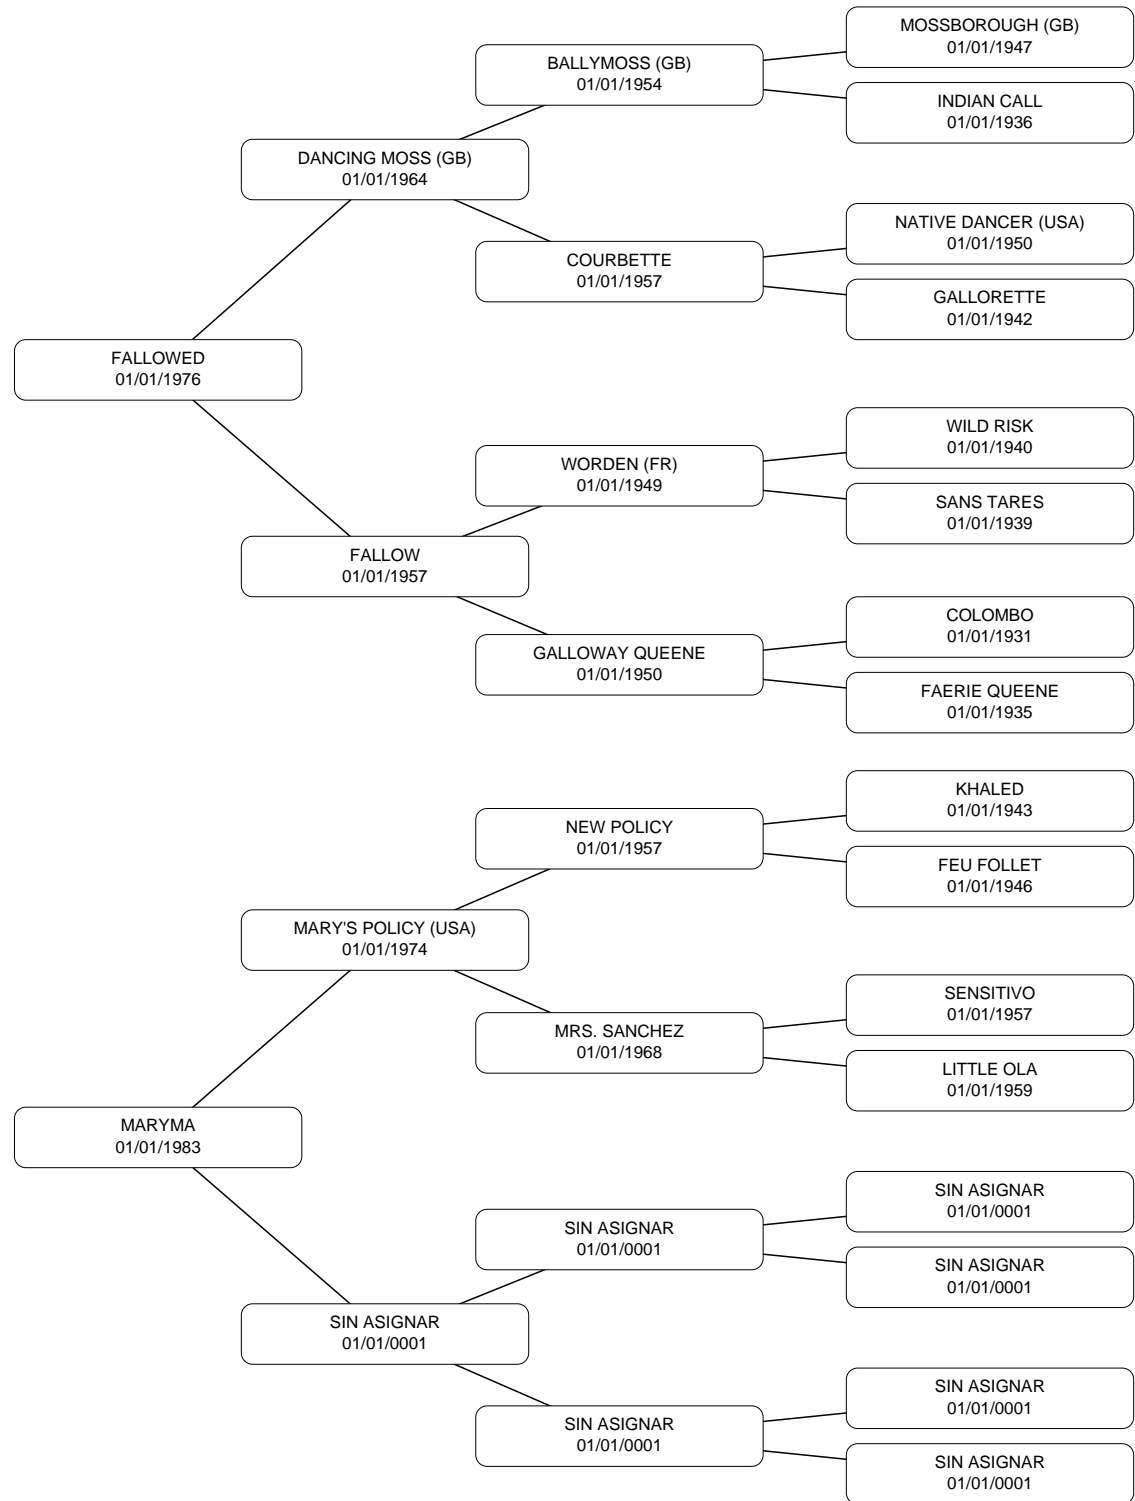 MOSSBOROUGH (GB)
01/01/1947
BALLYMOSS (GB)
01/01/1954
INDIAN CALL
01/01/1936
DANCING MOSS (GB)
01/01/1964
NATIVE DANCER (USA)
01/01/1950
COURBETTE
01/01/1957
GALLORETTE
01/01/1942
FALLOWED
01/01/1976
WILD RISK
01/01/1940
WORDEN (FR)
01/01/1949
SANS TARES
01/01/1939
FALLOW
01/01/1957
COLOMBO
01/01/1931
GALLOWAY QUEENE
01/01/1950
FAERIE QUEENE
01/01/1935
KHALED
01/01/1943
NEW POLICY
01/01/1957
FEU FOLLET
01/01/1946
MARY'S POLICY (USA)
01/01/1974
SENSITIVO
01/01/1957
MRS. SANCHEZ
01/01/1968
LITTLE OLA
01/01/1959
MARYMA
01/01/1983
SIN ASIGNAR
01/01/0001
SIN ASIGNAR
01/01/0001
SIN ASIGNAR
01/01/0001
SIN ASIGNAR
01/01/0001
SIN ASIGNAR
01/01/0001
SIN ASIGNAR
01/01/0001
SIN ASIGNAR
01/01/0001